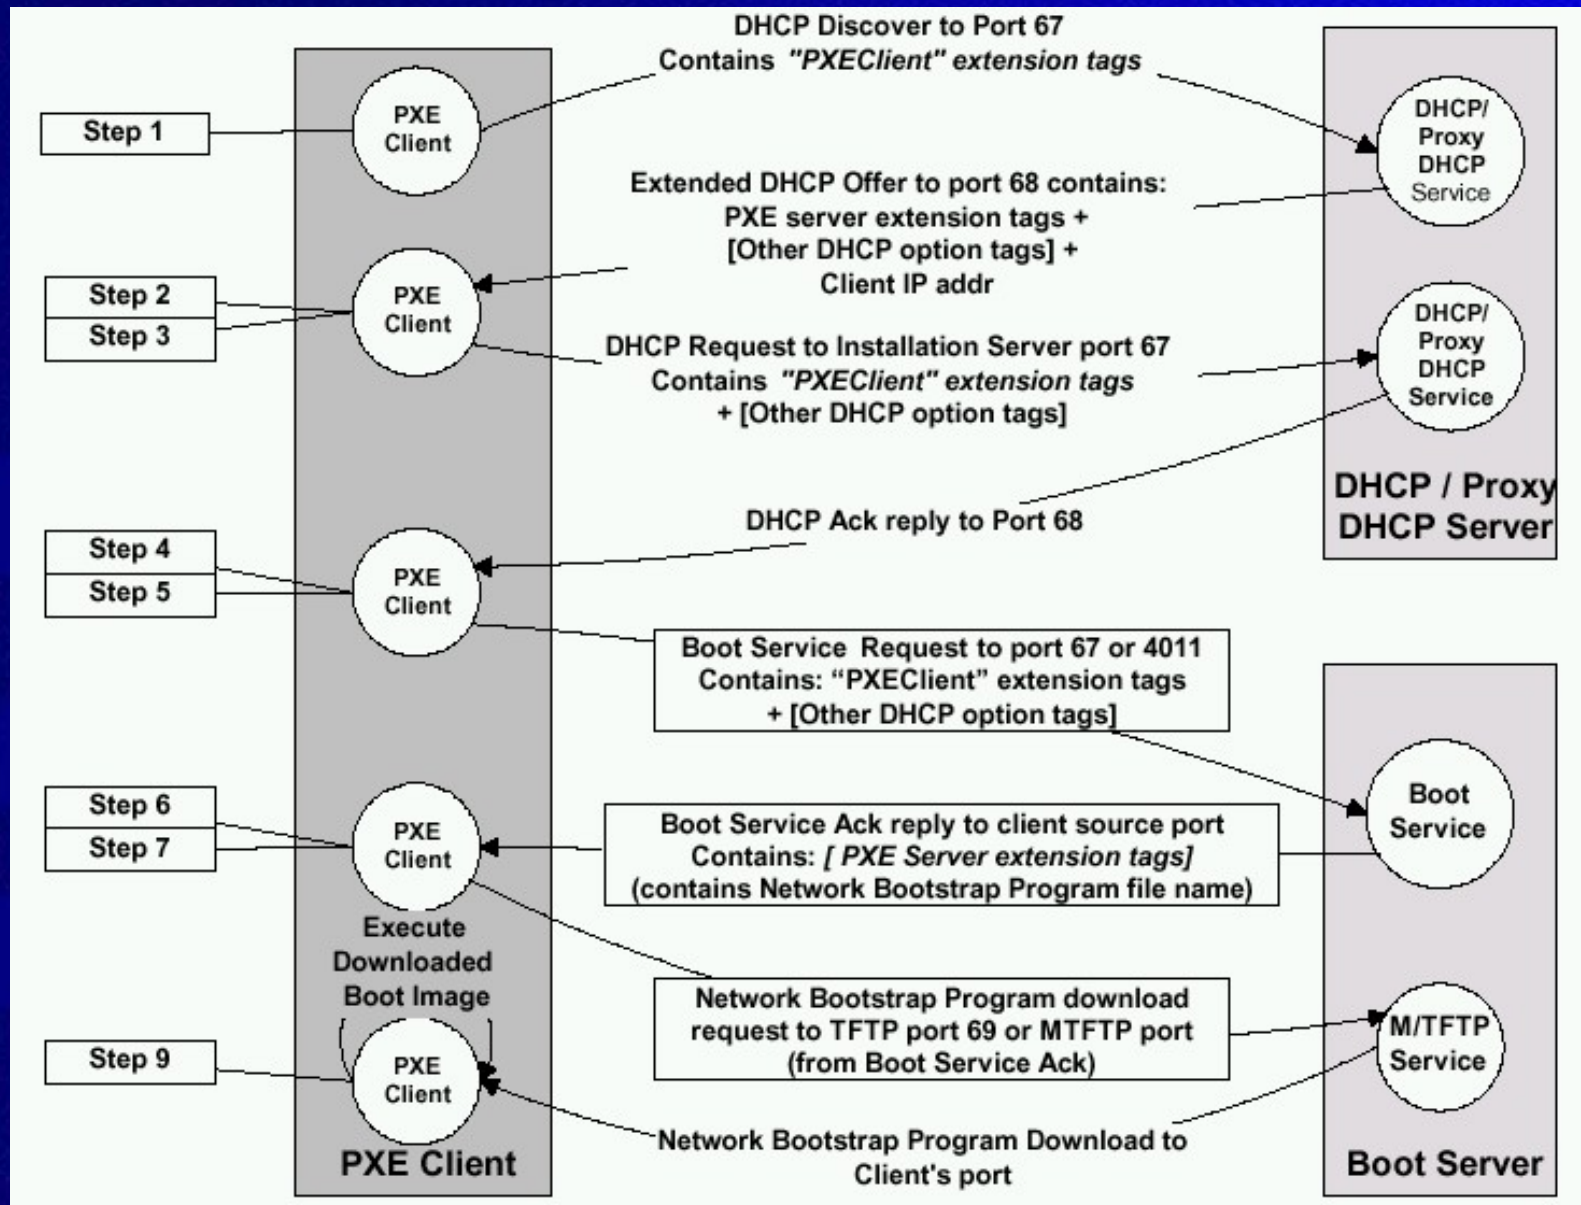 DHCP Discover to Port 67
Contains "PXEClient" extension tags
Step 1
PXE
Client
DHCP/
Proxy
DHCP
Service
Extended DHCP Offer to port 68 contains:
PXE server extension tags +
[Other DHCP option tags] +
Client IP addr
Step 2
Step 3
PXE
Client
DHCP/
Proxy
DHCP
Service
DHCP Request to Installation Server port 67
Contains "PXEClient" extension tags
+ [Other DHCP option tags]
DHCP / Proxy
DHCP Server
DHCP Ack reply to Port 68
Step 4
Step 5
PXE
Client
Boot Service Request to port 67 or 4011
Contains: “PXEClient” extension tags
+ [Other DHCP option tags]
Boot
Service
Step 6
Step 7
PXE
Client
Boot Service Ack reply to client source port
Contains: [ PXE Server extension tags]
(contains Network Bootstrap Program file name)
Execute
Downloaded
Boot Image
Network Bootstrap Program download
request to TFTP port 69 or MTFTP port
(from Boot Service Ack)
M/TFTP
Service
Step 9
PXE
Client
Network Bootstrap Program Download to
Client's port
PXE Client
Boot Server